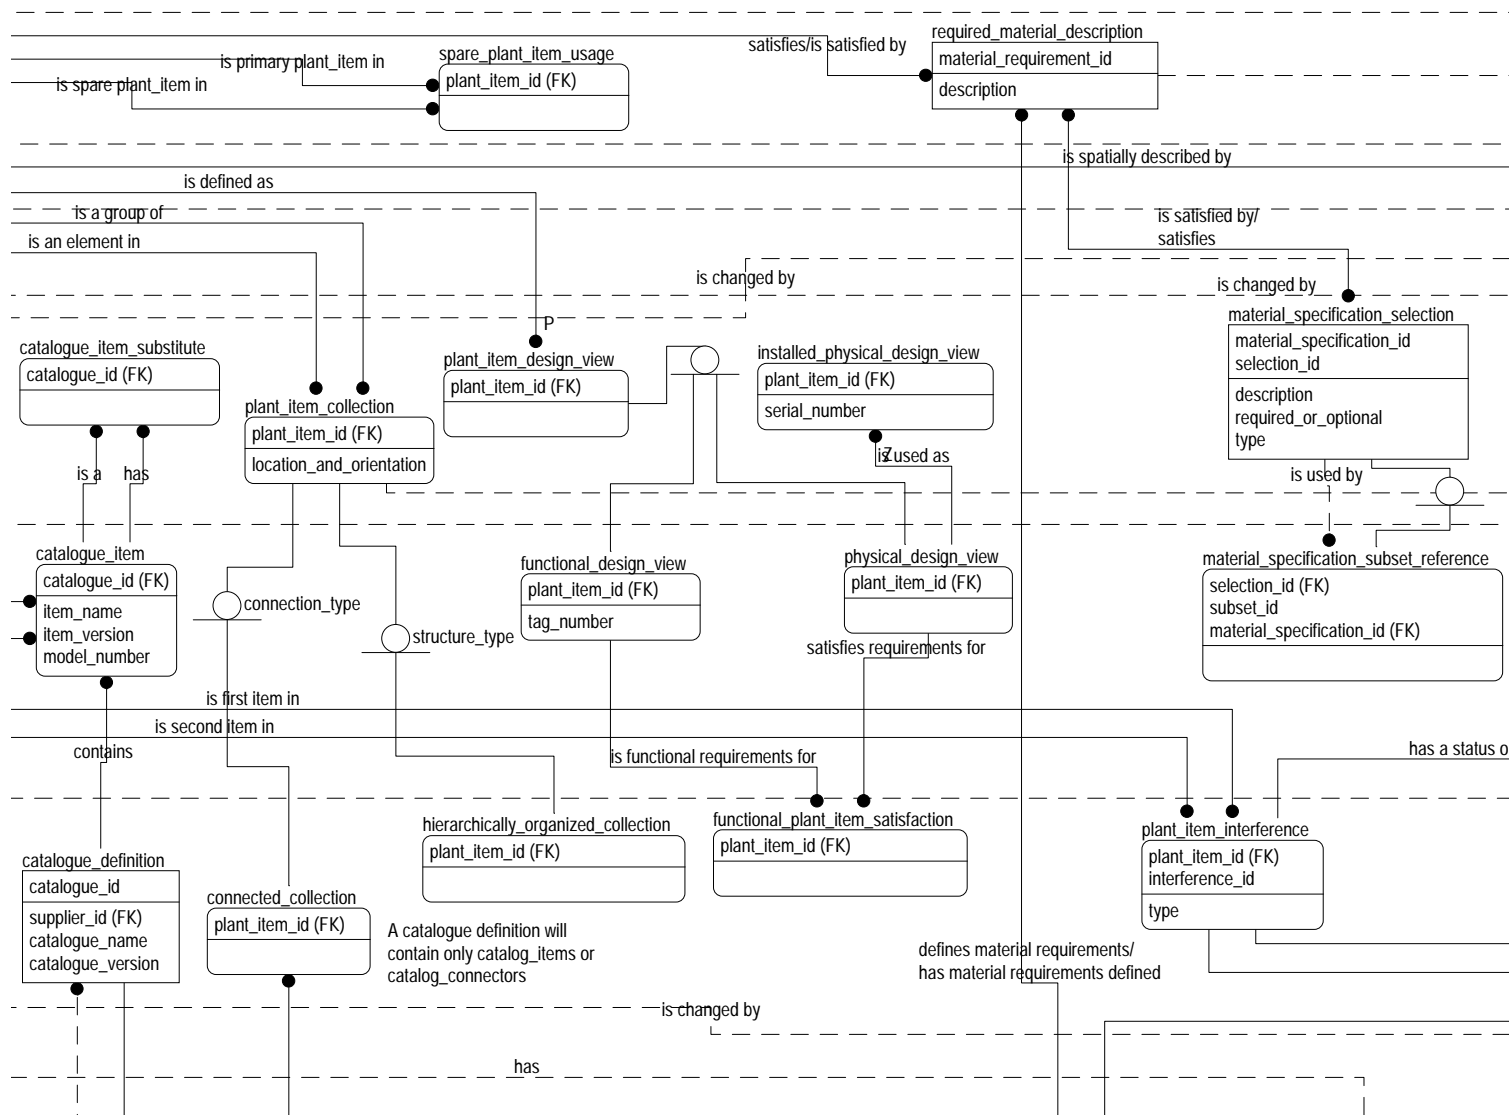 required_material_description
satisfies/is satisfied by
spare_plant_item_usage
is primary plant_item in
material_requirement_id
plant_item_id (FK)
is spare plant_item in
description
is spatially described by
is defined as
is a group of
is satisfied by/
satisfies
is an element in
is changed by
is changed by
material_specification_selection
P
catalogue_item_substitute
catalogue_id (FK)
plant_item_design_view
plant_item_id (FK)
installed_physical_design_view
plant_item_id (FK)
serial_number
material_specification_id
selection_id
description
required_or_optional
type
plant_item_collection
plant_item_id (FK)
location_and_orientation
is a
has
is used as
Z
is used by
catalogue_item
catalogue_id (FK)
item_name
item_version
model_number
functional_design_view
plant_item_id (FK)
tag_number
physical_design_view
plant_item_id (FK)
material_specification_subset_reference
selection_id (FK)
subset_id
material_specification_id (FK)
connection_type
structure_type
satisfies requirements for
is first item in
is second item in
contains
is functional requirements for
has a status o
hierarchically_organized_collection
plant_item_id (FK)
functional_plant_item_satisfaction
plant_item_id (FK)
plant_item_interference
plant_item_id (FK)
interference_id
type
catalogue_definition
catalogue_id
supplier_id (FK)
catalogue_name
catalogue_version
connected_collection
plant_item_id (FK)
A catalogue definition will
contain only catalog_items or
catalog_connectors
defines material requirements/
has material requirements defined
is changed by
has